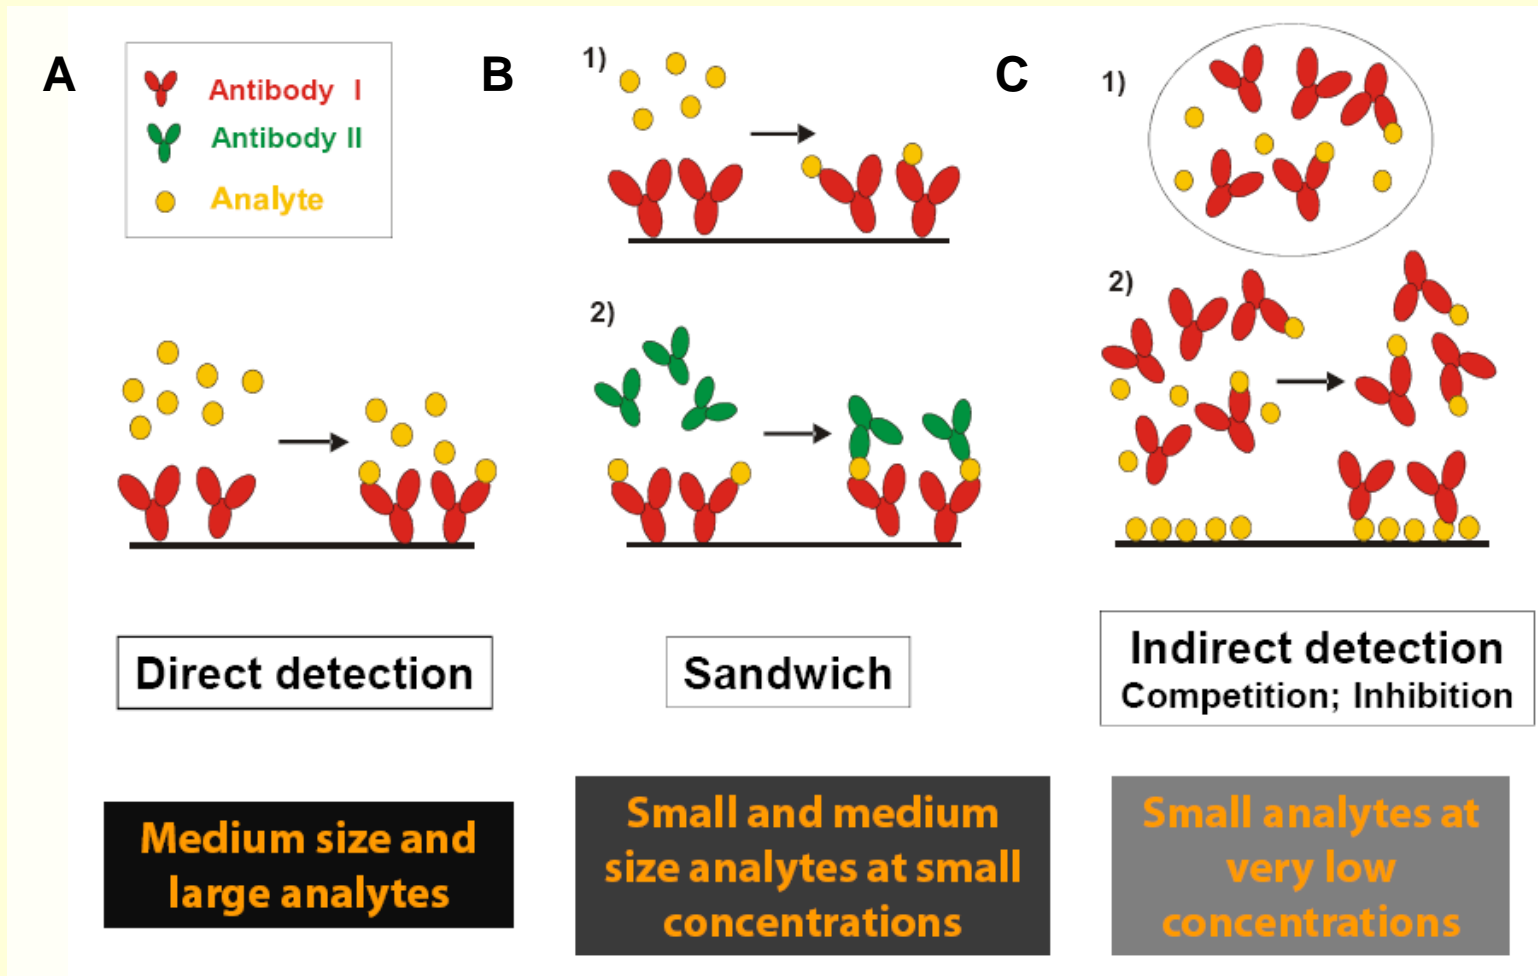 A
Antibody I
Antibody II
Analyte
Direct detection
Medium size and
large analytes
B
1)
2)
Sandwich
Small and medium
size analytes at small
concentrations
C
1)
2)
Indirect detection
Competition; Inhibition
Small analytes at
very low
concentrations